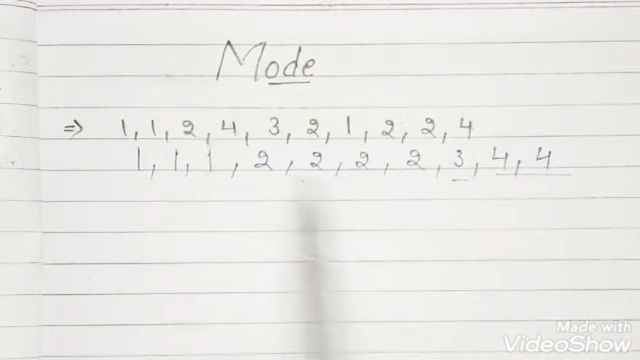 Mode
⇒ 1, 1, 2, 4, 3, 2, 1, 2, 2, 4
1, 1, 1, 2, 2, 2, 2, 3, 4, 4
Made with
VideoShow